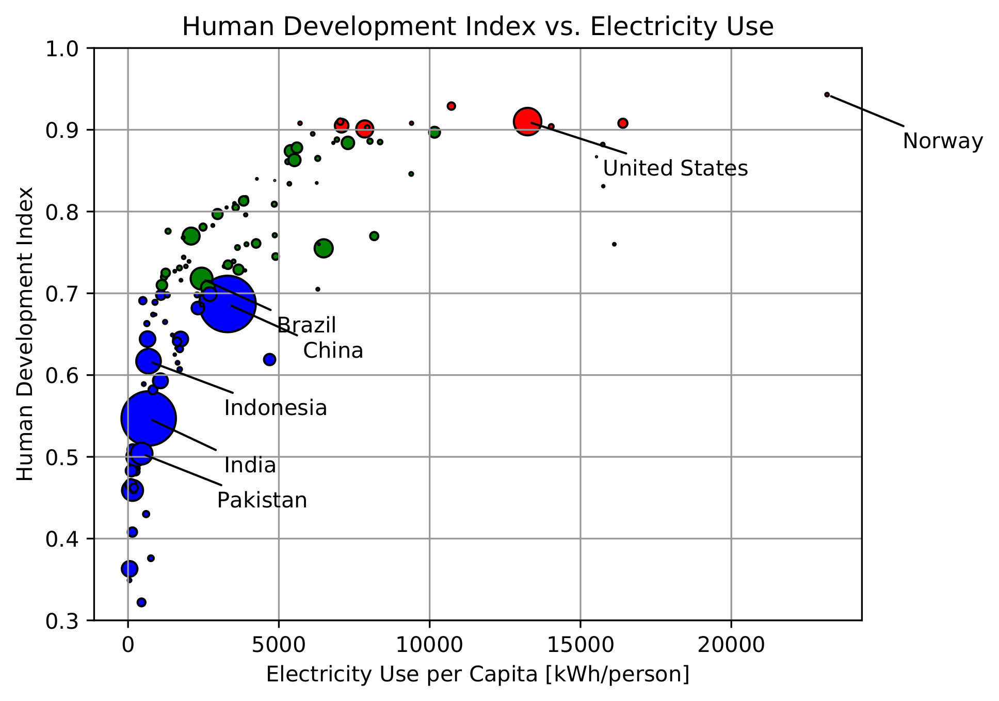 Human Development Index vs. Electricity Use
1.0
0.9
0.8
0.7
0.6
0.5
0.4
0.3
Human Development Index
Norway
United States
Brazil
China
Indonesia
India
Pakistan
0 5000 10000 15000 20000
Electricity Use per Capita [kWh/person]